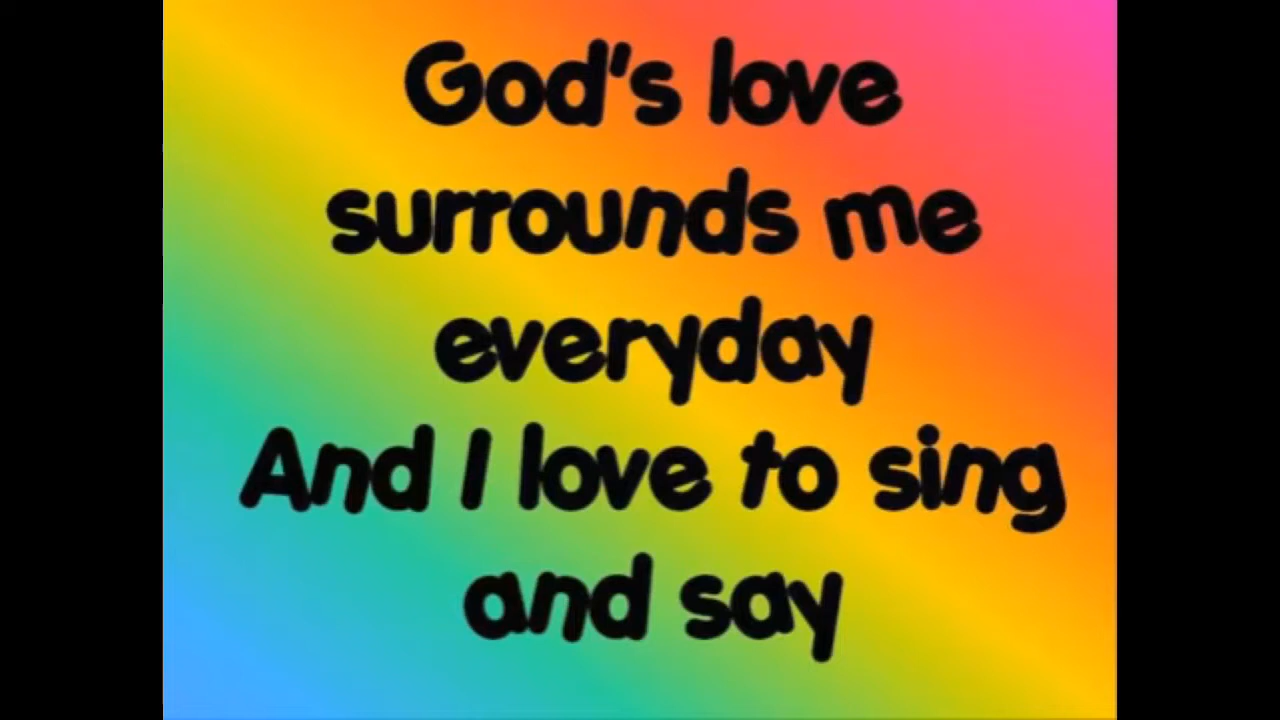 God's love
surrounds me
everyday
And I love to sing
and say